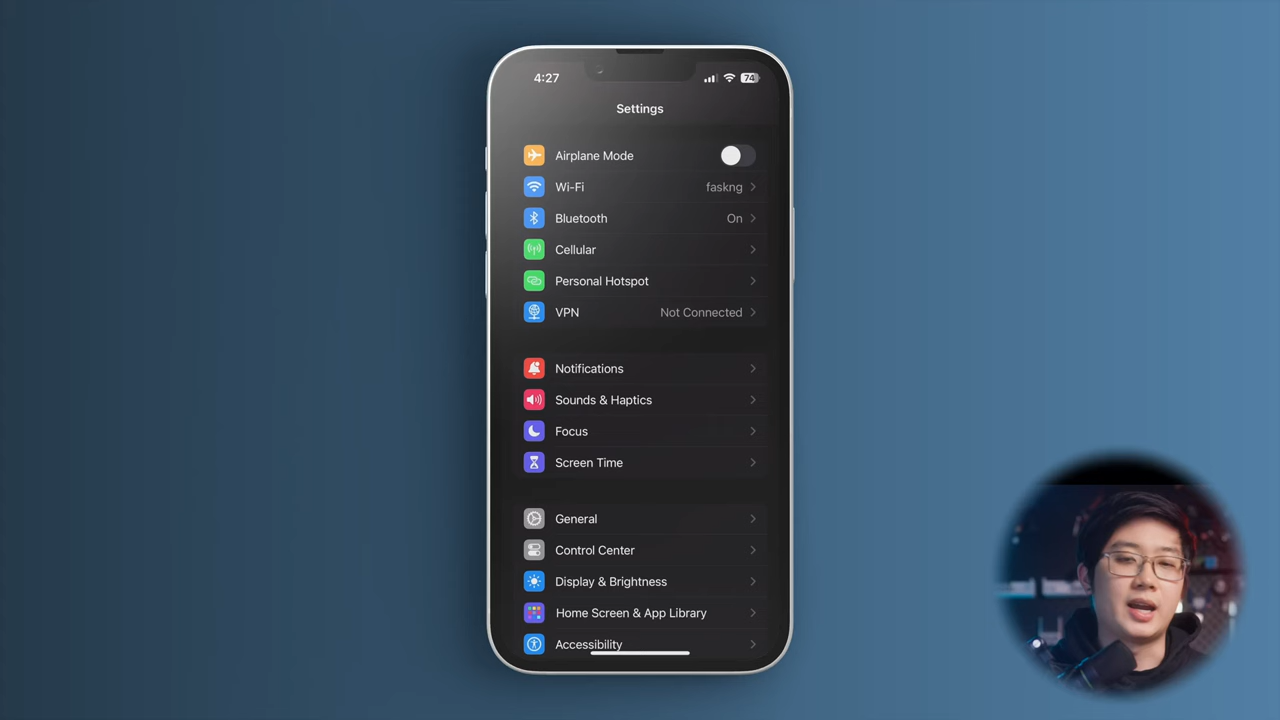 4:27
74
Settings
Airplane Mode
Wi-Fi faskng
Bluetooth On
Cellular
Personal Hotspot
VPN Not Connected
Notifications
Sounds & Haptics
Focus
Screen Time
General
Control Center
Display & Brightness
Home Screen & App Library
Accessibility